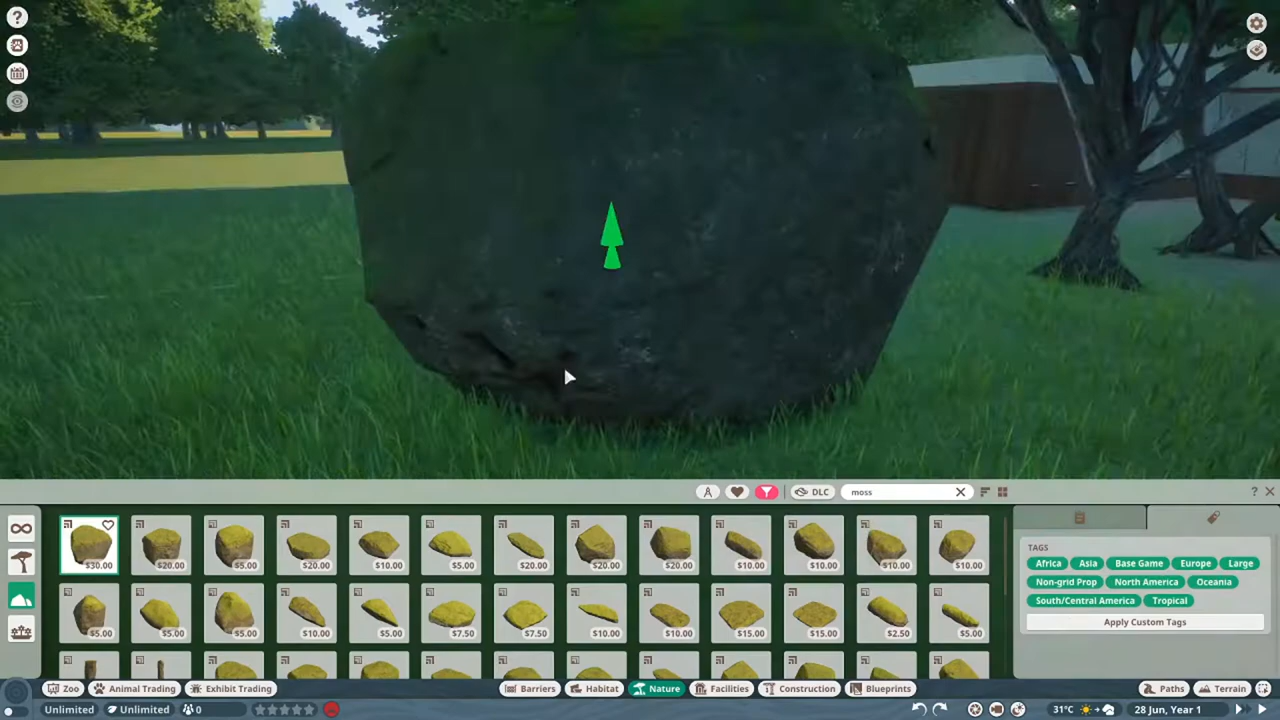 ?
DLC
moss
? ×
$30.00 $20.00 $5.00 $20.00 $10.00 $5.00 $20.00 $20.00 $20.00 $10.00 $10.00 $10.00 $10.00
$5.00 $5.00 $5.00 $10.00 $5.00 $7.50 $7.50 $10.00 $10.00 $15.00 $15.00 $2.50 $5.00
TAGS
Africa Asia Base Game Europe Large
Non-grid Prop North America Oceania
South/Central America Tropical
Apply Custom Tags
Zoo Animal Trading Exhibit Trading Barriers Habitat Nature Facilities Construction Blueprints Paths Terrain
Unlimited Unlimited 0 31°C 28 Jun, Year 1